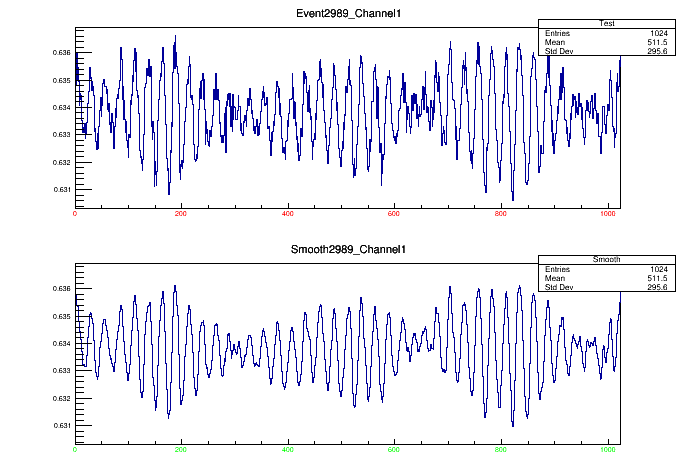 Event2989_Channel1
Test
Entries 1024
Mean 511.5
Std Dev 295.6
0.636
0.635
0.634
0.633
0.632
0.631
0 200 400 600 800 1000
Smooth2989_Channel1
Smooth
Entries 1024
Mean 511.5
Std Dev 295.6
0.636
0.635
0.634
0.633
0.632
0.631
0 200 400 600 800 1000